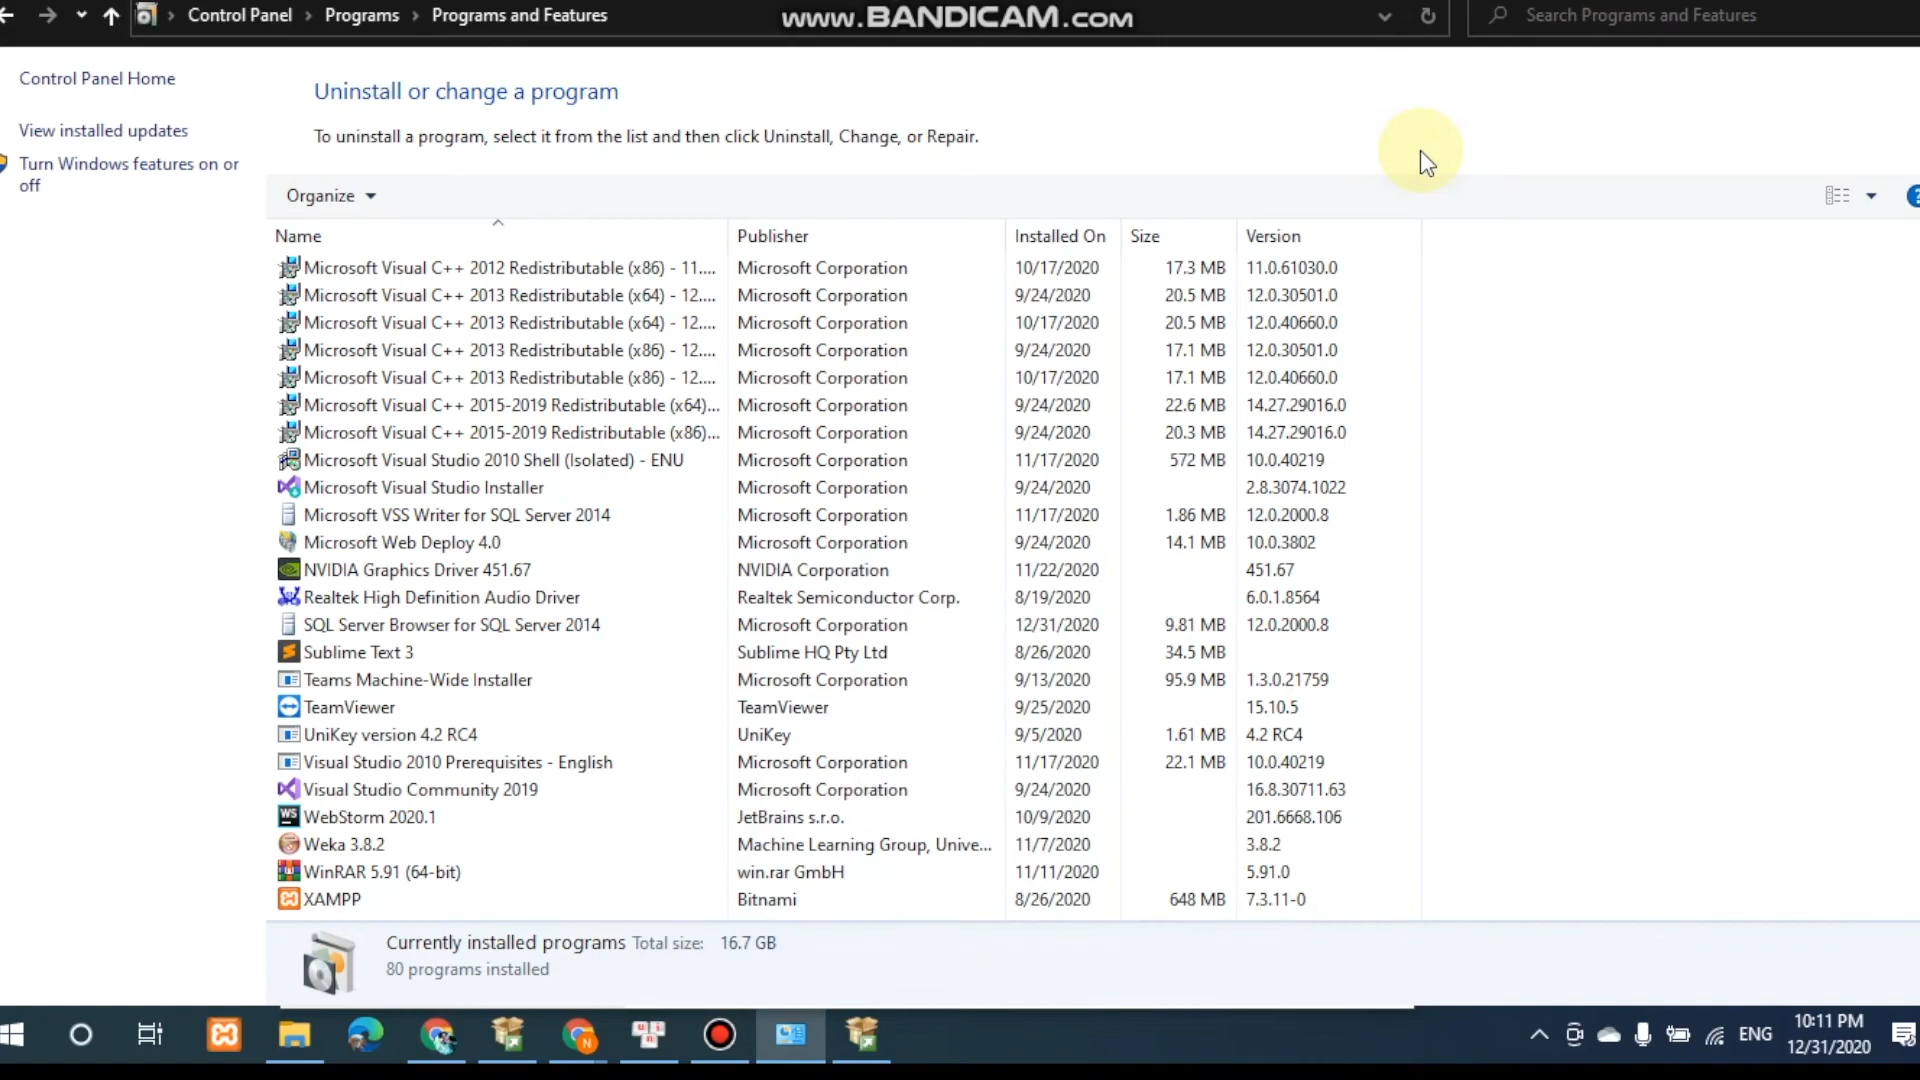 Control Panel > Programs > Programs and Features
www.BANDICAM.com
Search Programs and Features
Control Panel Home
View installed updates
Turn Windows features on or
off
Uninstall or change a program
To uninstall a program, select it from the list and then click Uninstall, Change, or Repair.
Organize
Name Publisher Installed On Size Version
Microsoft Visual C++ 2012 Redistributable (x86) - 11.... Microsoft Corporation 10/17/2020 17.3 MB 11.0.61030.0
Microsoft Visual C++ 2013 Redistributable (x64) - 12.... Microsoft Corporation 9/24/2020 20.5 MB 12.0.30501.0
Microsoft Visual C++ 2013 Redistributable (x64) - 12.... Microsoft Corporation 10/17/2020 20.5 MB 12.0.40660.0
Microsoft Visual C++ 2013 Redistributable (x86) - 12.... Microsoft Corporation 9/24/2020 17.1 MB 12.0.30501.0
Microsoft Visual C++ 2013 Redistributable (x86) - 12.... Microsoft Corporation 10/17/2020 17.1 MB 12.0.40660.0
Microsoft Visual C++ 2015-2019 Redistributable (x64)... Microsoft Corporation 9/24/2020 22.6 MB 14.27.29016.0
Microsoft Visual C++ 2015-2019 Redistributable (x86)... Microsoft Corporation 9/24/2020 20.3 MB 14.27.29016.0
Microsoft Visual Studio 2010 Shell (Isolated) - ENU Microsoft Corporation 11/17/2020 572 MB 10.0.40219
Microsoft Visual Studio Installer Microsoft Corporation 9/24/2020 2.8.3074.1022
Microsoft VSS Writer for SQL Server 2014 Microsoft Corporation 11/17/2020 1.86 MB 12.0.2000.8
Microsoft Web Deploy 4.0 Microsoft Corporation 9/24/2020 14.1 MB 10.0.3802
NVIDIA Graphics Driver 451.67 NVIDIA Corporation 11/22/2020 451.67
Realtek High Definition Audio Driver Realtek Semiconductor Corp. 8/19/2020 6.0.1.8564
SQL Server Browser for SQL Server 2014 Microsoft Corporation 12/31/2020 9.81 MB 12.0.2000.8
Sublime Text 3 Sublime HQ Pty Ltd 8/26/2020 34.5 MB
Teams Machine-Wide Installer Microsoft Corporation 9/13/2020 95.9 MB 1.3.0.21759
TeamViewer TeamViewer 9/25/2020 15.10.5
UniKey version 4.2 RC4 UniKey 9/5/2020 1.61 MB 4.2 RC4
Visual Studio 2010 Prerequisites - English Microsoft Corporation 11/17/2020 22.1 MB 10.0.40219
Visual Studio Community 2019 Microsoft Corporation 9/24/2020 16.8.30711.63
WebStorm 2020.1 JetBrains s.r.o. 10/9/2020 201.6668.106
Weka 3.8.2 Machine Learning Group, Unive... 11/7/2020 3.8.2
WinRAR 5.91 (64-bit) win.rar GmbH 11/11/2020 5.91.0
XAMPP Bitnami 8/26/2020 648 MB 7.3.11-0
Currently installed programs Total size: 16.7 GB
80 programs installed
ENG
10:11 PM
12/31/2020